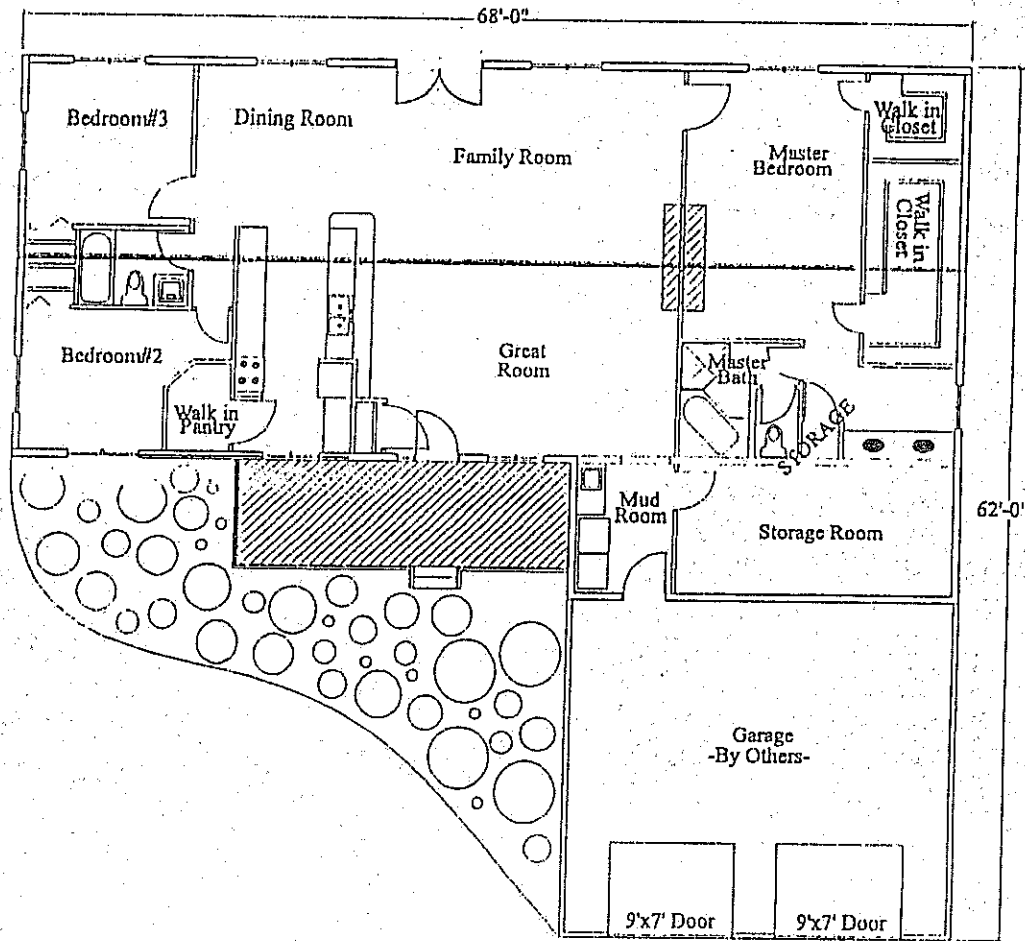 68'-0"
Bedroom#3
Dining Room
Family Room
Master
Bedroom
Walk in
Closet
Walk in
Closet
Bedroom#2
Great
Room
Master
Bath
Walk in
Pantry
STORAGE
Mud
Room
Storage Room
62'-0"
Garage
-By Others-
9'x7' Door
9'x7' Door